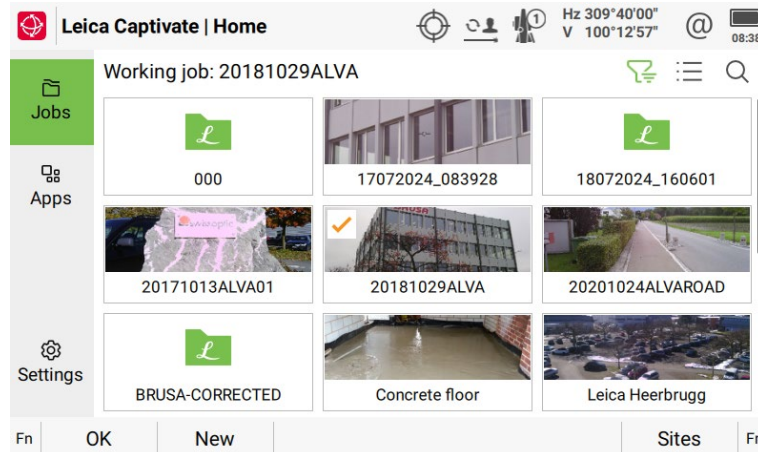 Leica Captivate | Home
1
Hz 309°40'00"
V 100°12'57"
@
08:38
Working job: 20181029ALVA
Jobs
Apps
Settings
000
17072024_083928
18072024_160601
20171013ALVA01
20181029ALVA
20201024ALVAROAD
BRUSA-CORRECTED
Concrete floor
Leica Heerbrugg
Fn OK New Sites